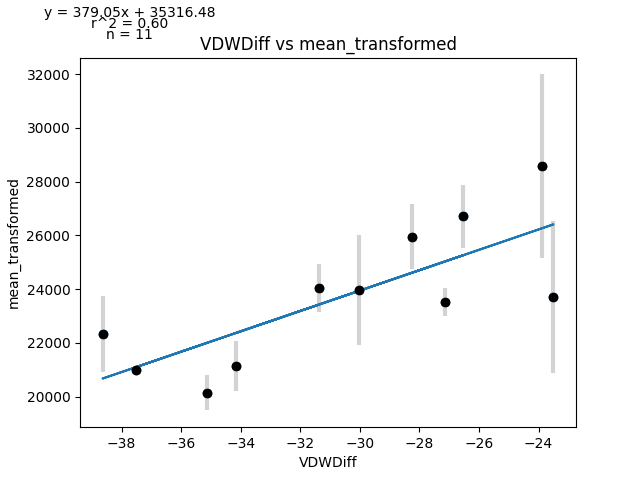 y = 379.05x + 35316.48
r^2 = 0.60
n = 11
VDWDiff vs mean_transformed
32000
30000
28000
26000
24000
22000
20000
mean_transformed
−38
−36
−34
−32
−30
−28
−26
−24
VDWDiff